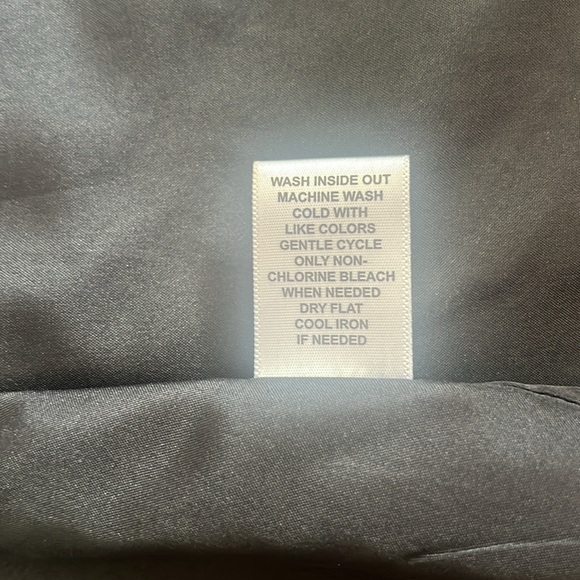 WASH INSIDE OUT
MACHINE WASH
COLD WITH
LIKE COLORS
GENTLE CYCLE
ONLY NON-
CHLORINE BLEACH
WHEN NEEDED
DRY FLAT
COOL IRON
IF NEEDED